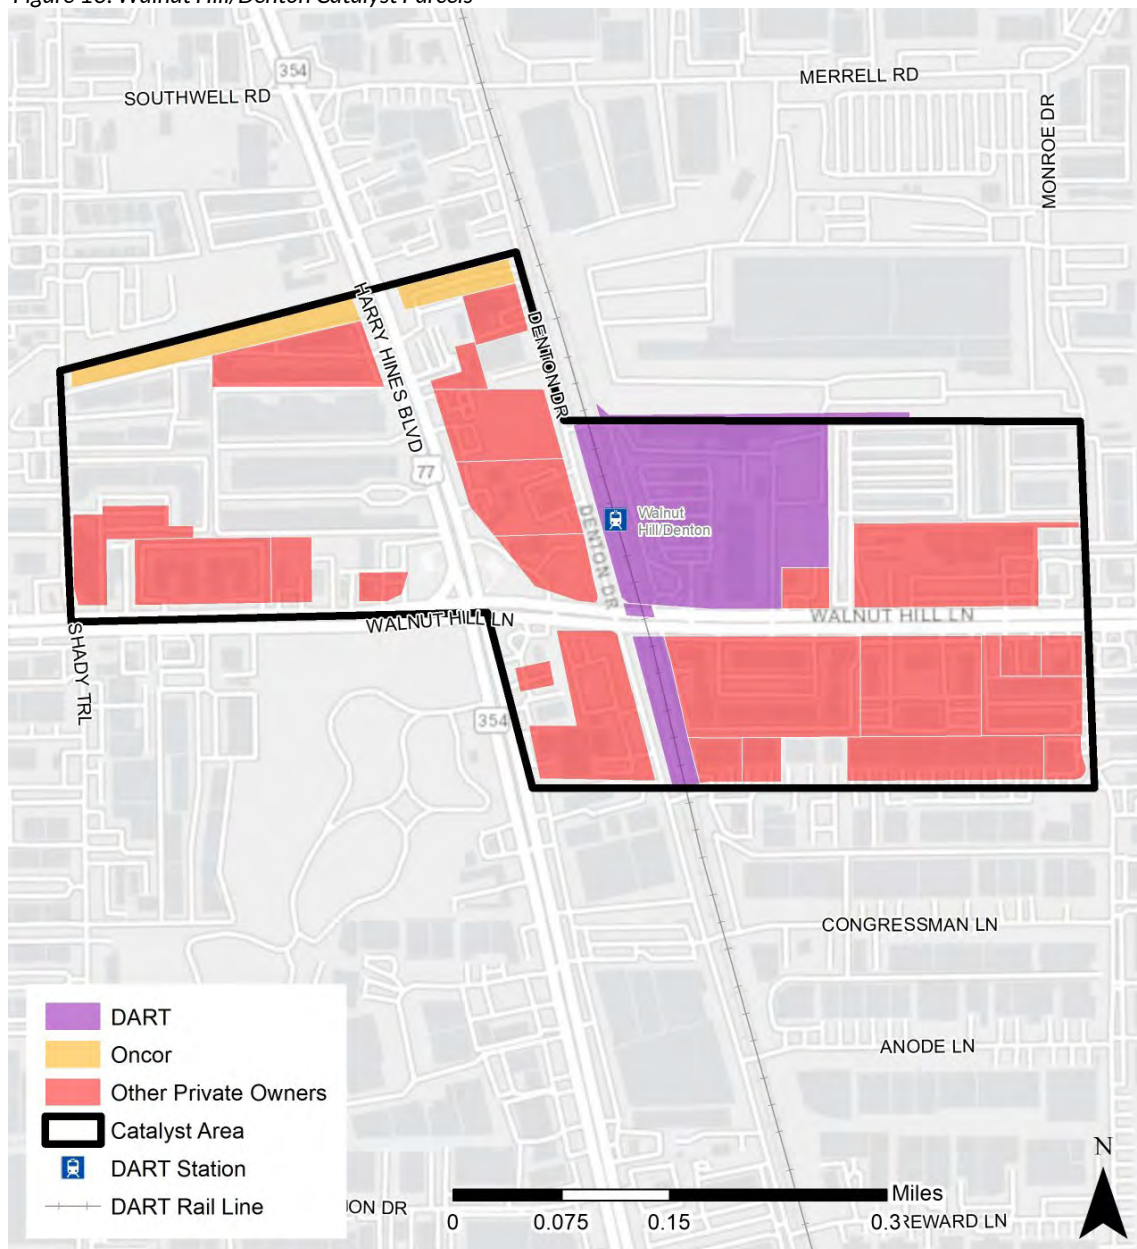 Figure 16. Walnut Hill/Denton Catalyst Parcels
354
MERRELL RD
SOUTHWELL RD
MONROE DR
HARRY HINES BLVD
DENTON DR
77
Walnut
Hill/Denton
DENTON DR
WALNUT HILL LN
WALNUT HILL LN
SHADY TRL
354
CONGRESSMAN LN
ANODE LN
DART
Oncor
Other Private Owners
Catalyst Area
DART Station
DART Rail Line
ON DR
Miles
0
0.075
0.15
0.3
REWARD LN
N